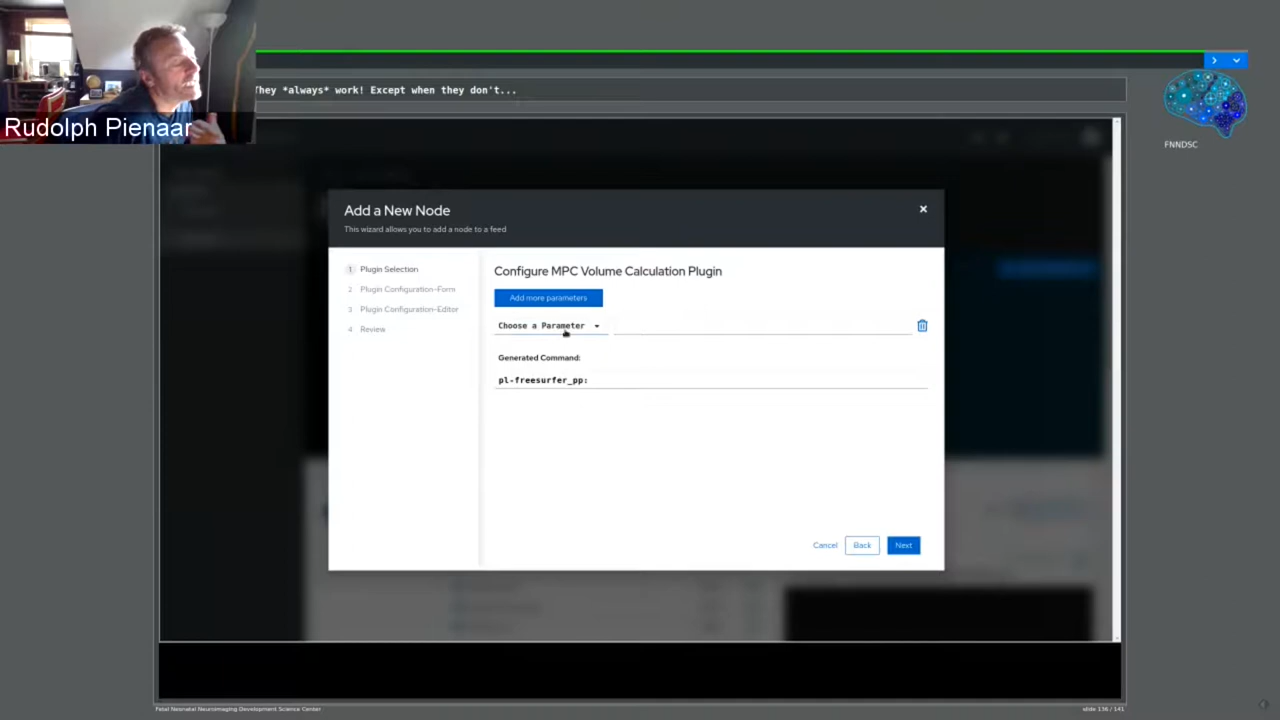 They *always* work! Except when they don't...
Rudolph Pienaar
FNNDSC
Add a New Node
This wizard allows you to add a node to a feed
1 Plugin Selection
2 Plugin Configuration-Form
3 Plugin Configuration-Editor
4 Review
Configure MPC Volume Calculation Plugin
Add more parameters
Choose a Parameter
Generated Command:
pl-freesurfer_pp:
Cancel
Back
Next
Fetal Neonatal Neuroimaging Development Science Center
slide 136 / 141